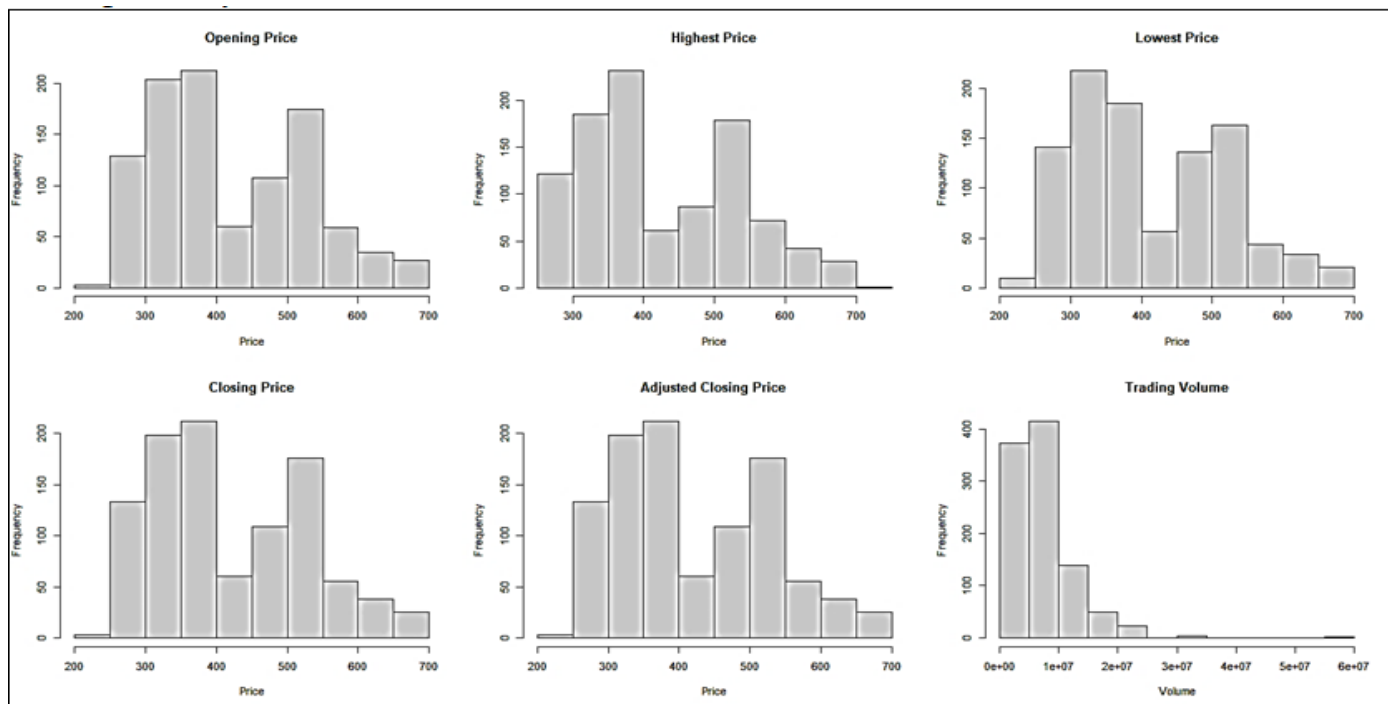 Opening Price
Frequency
0 50 100 150 200
200 300 400 500 600 700
Price
Highest Price
Frequency
0 50 100 150 200
300 400 500 600 700
Price
Lowest Price
Frequency
0 50 100 150 200
200 300 400 500 600 700
Price
Closing Price
Frequency
0 50 100 150 200
200 300 400 500 600 700
Price
Adjusted Closing Price
Frequency
0 50 100 150 200
200 300 400 500 600 700
Price
Trading Volume
Frequency
0 100 200 300 400
0e+00 1e+07 2e+07 3e+07 4e+07 5e+07 6e+07
Volume